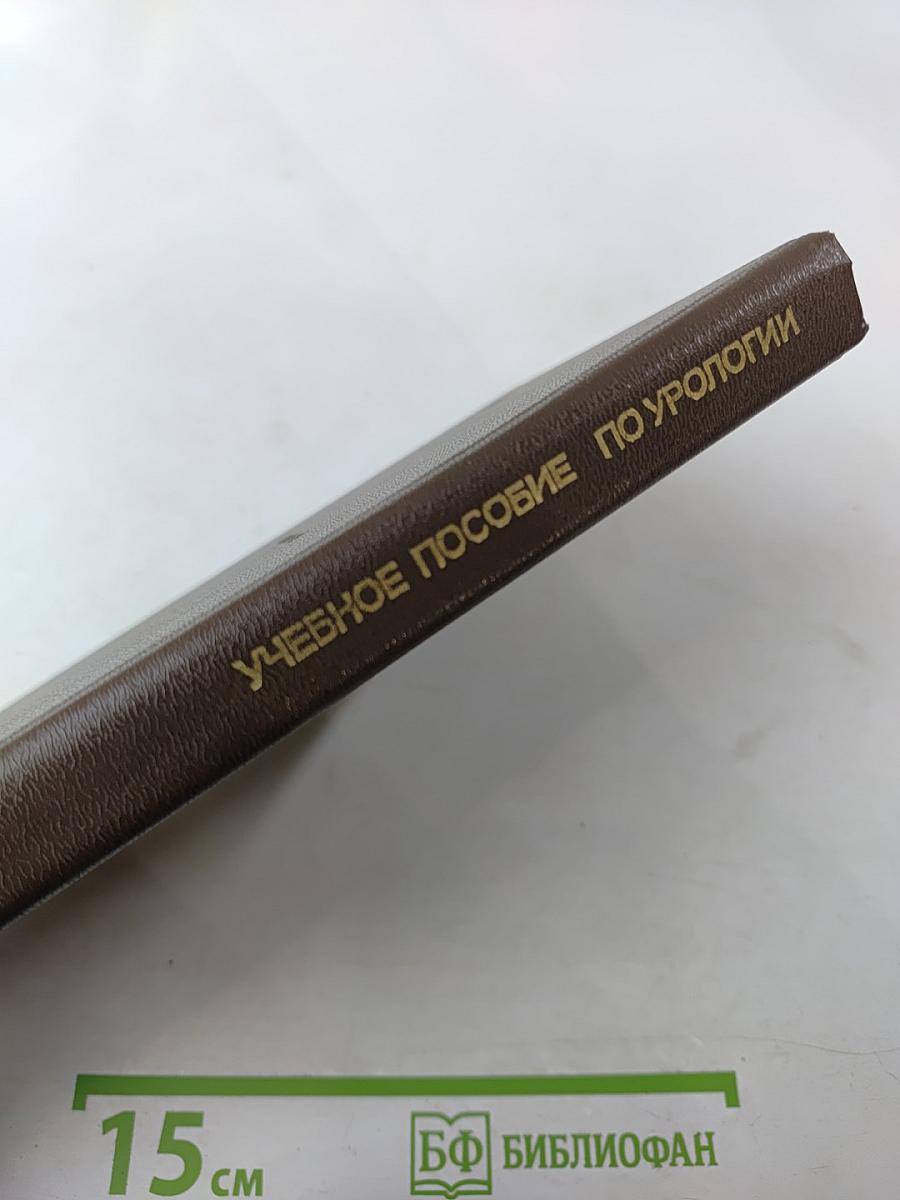 УЧЕБНОЕ ПОСОБИЕ ПО УРОЛОГИИ
15 см
БФ БИБЛИОФАН